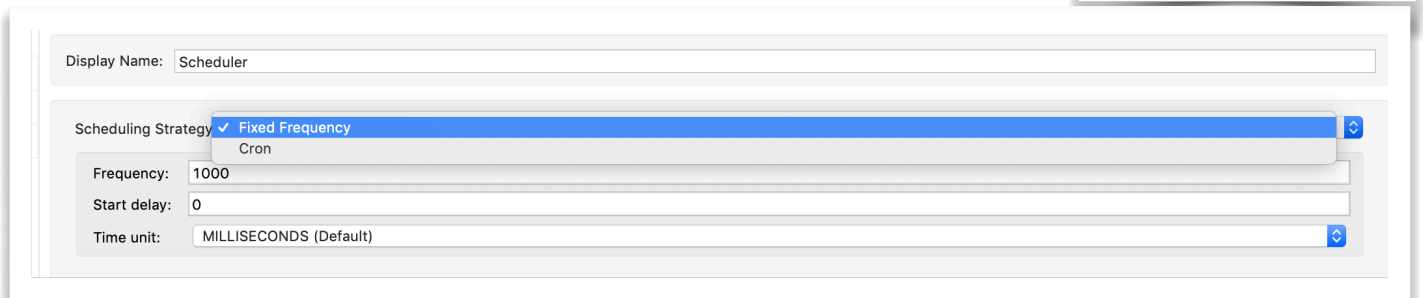 Display Name: Scheduler
Scheduling Strategy ✓ Fixed Frequency
Cron
Frequency: 1000
Start delay: 0
Time unit: MILLISECONDS (Default)